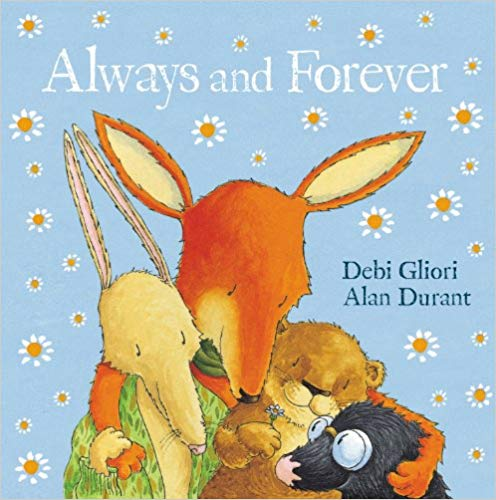 Always and Forever
Debi Gliori
Alan Durant